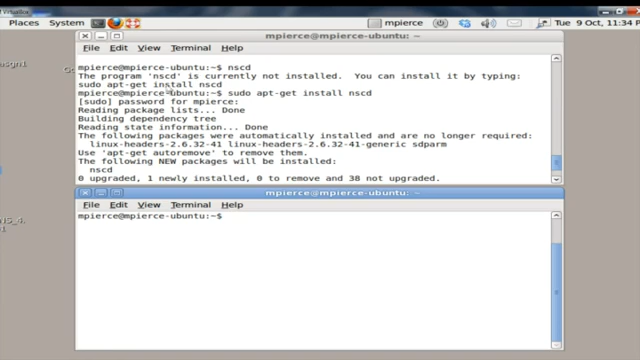 VirtualBox
Places System mpierce Tue 9 Oct, 11:34 PM
mpierce@mpierce-ubuntu: ~
File Edit View Terminal Help
mpierce@mpierce-ubuntu:~$ nscd
The program 'nscd' is currently not installed.  You can install it by typing:
sudo apt-get install nscd
mpierce@mpierce-ubuntu:~$ sudo apt-get install nscd
[sudo] password for mpierce:
Reading package lists... Done
Building dependency tree
Reading state information... Done
The following packages were automatically installed and are no longer required:
linux-headers-2.6.32-41 linux-headers-2.6.32-41-generic sdparm
Use 'apt-get autoremove' to remove them.
The following NEW packages will be installed:
nscd
0 upgraded, 1 newly installed, 0 to remove and 38 not upgraded.
mpierce@mpierce-ubuntu: ~
File Edit View Terminal Help
mpierce@mpierce-ubuntu:~$
asgn1
Go
NS_4.
01